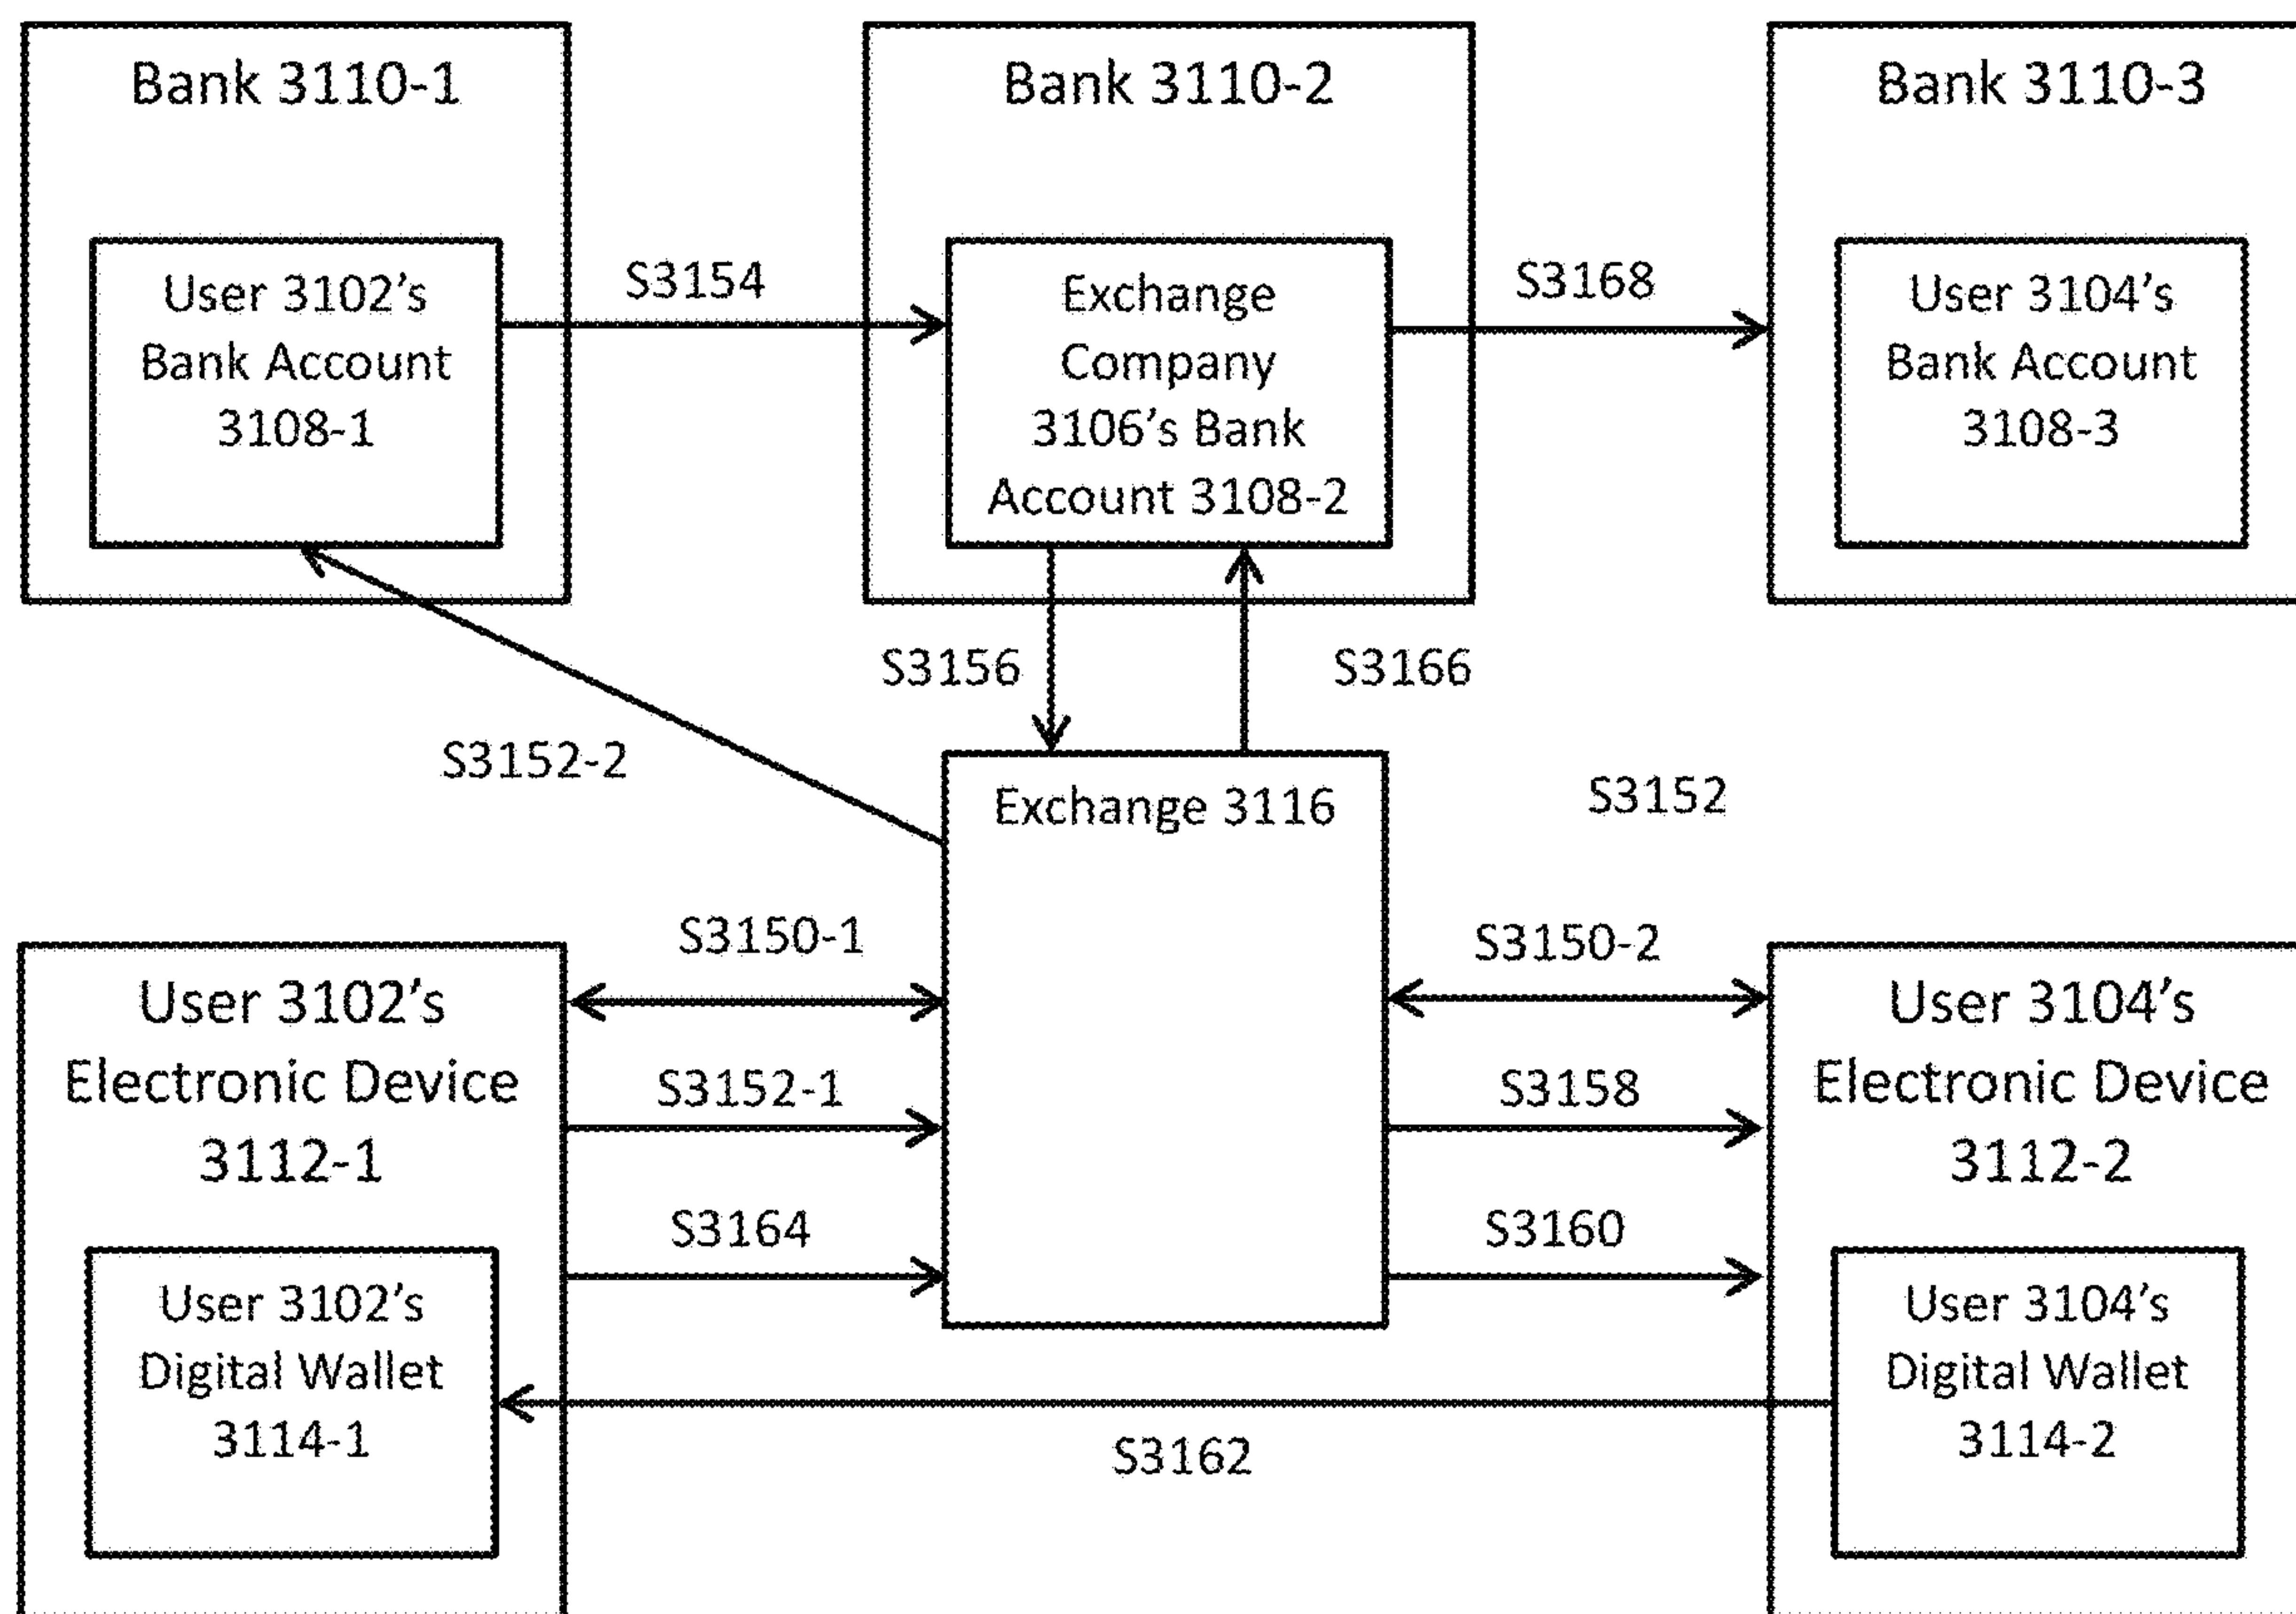 Bank 3110-1
Bank 3110-2
Bank 3110-3
User 3102's
Bank Account
3108-1
S3154
Exchange
Company
3106's Bank
Account 3108-2
S3168
User 3104's
Bank Account
3108-3
S3156
S3166
S3152-2
Exchange 3116
S3152
S3150-1
S3150-2
User 3102's
Electronic Device
3112-1
S3152-1
S3158
User 3104's
Electronic Device
3112-2
S3164
S3160
User 3102's
Digital Wallet
3114-1
User 3104's
Digital Wallet
3114-2
S3162